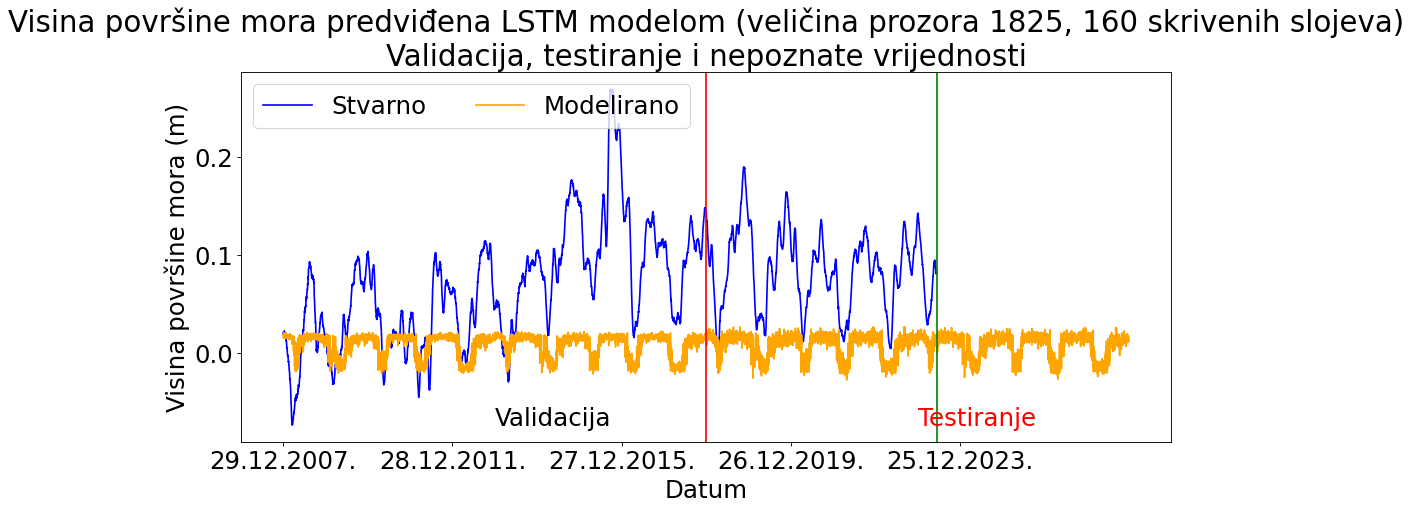 Visina površine mora predviđena LSTM modelom (veličina prozora 1825, 160 skrivenih slojeva)
Validacija, testiranje i nepoznate vrijednosti
Stvarno Modelirano
Visina površine mora (m)
0.2
0.1
0.0
Validacija
Testiranje
29.12.2007. 28.12.2011. 27.12.2015. 26.12.2019. 25.12.2023.
Datum